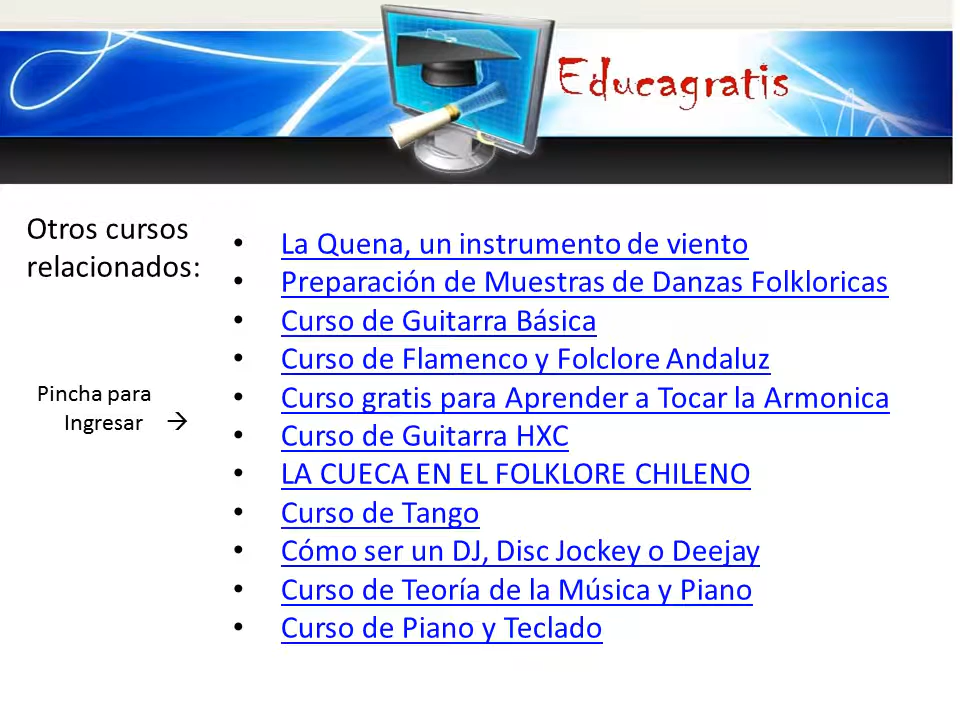 Educagratis
Otros cursos
relacionados:
Pincha para
Ingresar →
• La Quena, un instrumento de viento
• Preparación de Muestras de Danzas Folkloricas
• Curso de Guitarra Básica
• Curso de Flamenco y Folclore Andaluz
• Curso gratis para Aprender a Tocar la Armonica
• Curso de Guitarra HXC
• LA CUECA EN EL FOLKLORE CHILENO
• Curso de Tango
• Cómo ser un DJ, Disc Jockey o Deejay
• Curso de Teoría de la Música y Piano
• Curso de Piano y Teclado